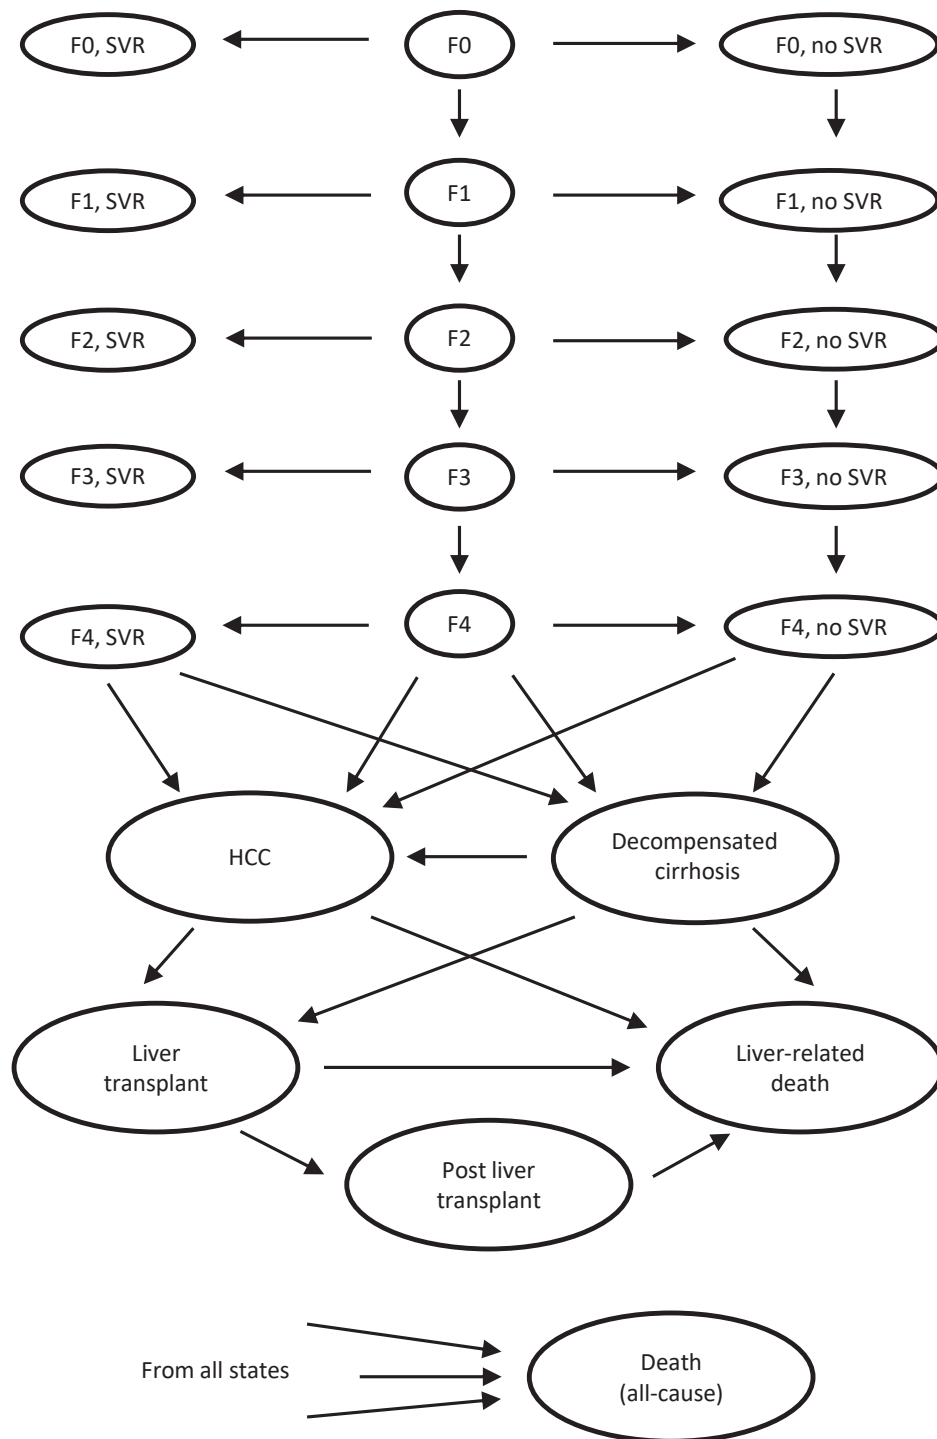 F0, SVR
F0
F0, no SVR
F1, SVR
F1
F1, no SVR
F2, SVR
F2
F2, no SVR
F3, SVR
F3
F3, no SVR
F4, SVR
F4
F4, no SVR
HCC
Decompensated
cirrhosis
Liver
transplant
Liver-related
death
Post liver
transplant
From all states
Death
(all-cause)